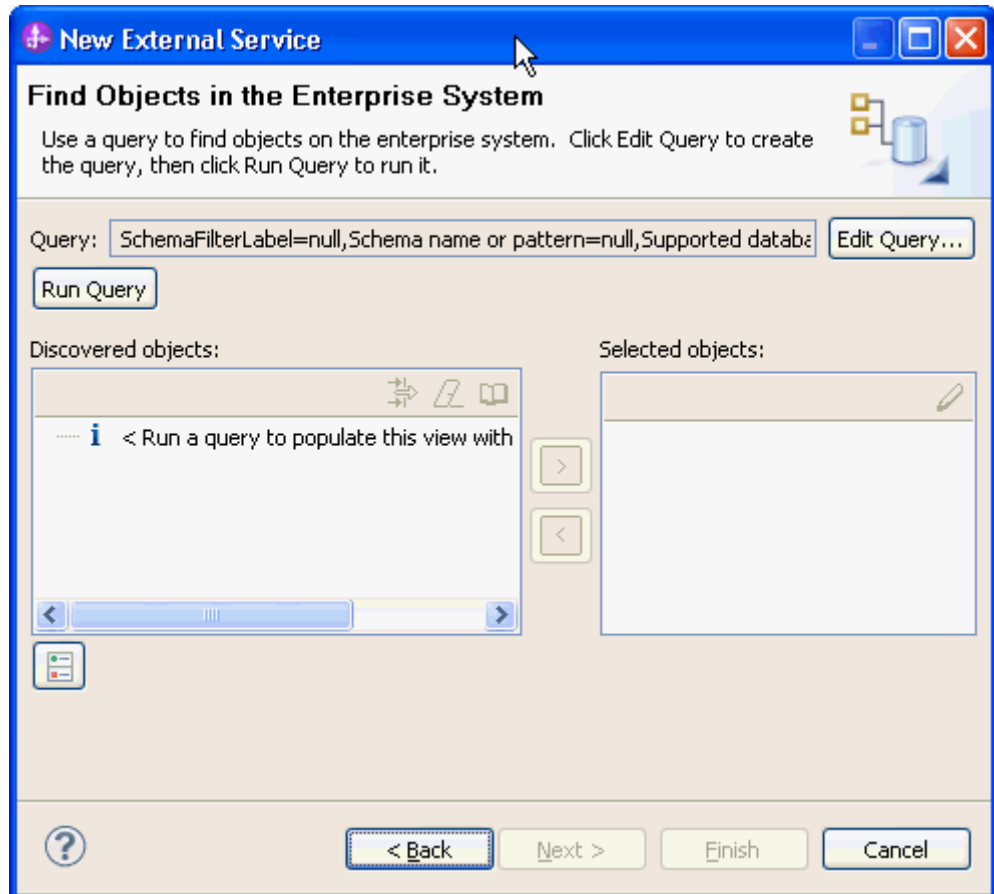 New External Service
Find Objects in the Enterprise System
Use a query to find objects on the enterprise system. Click Edit Query to create
the query, then click Run Query to run it.
Query: SchemaFilterLabel=null,Schema name or pattern=null,Supported databa Edit Query...
Run Query
Discovered objects: Selected objects:
< Run a query to populate this view with
>
<
< Back Next > Finish Cancel